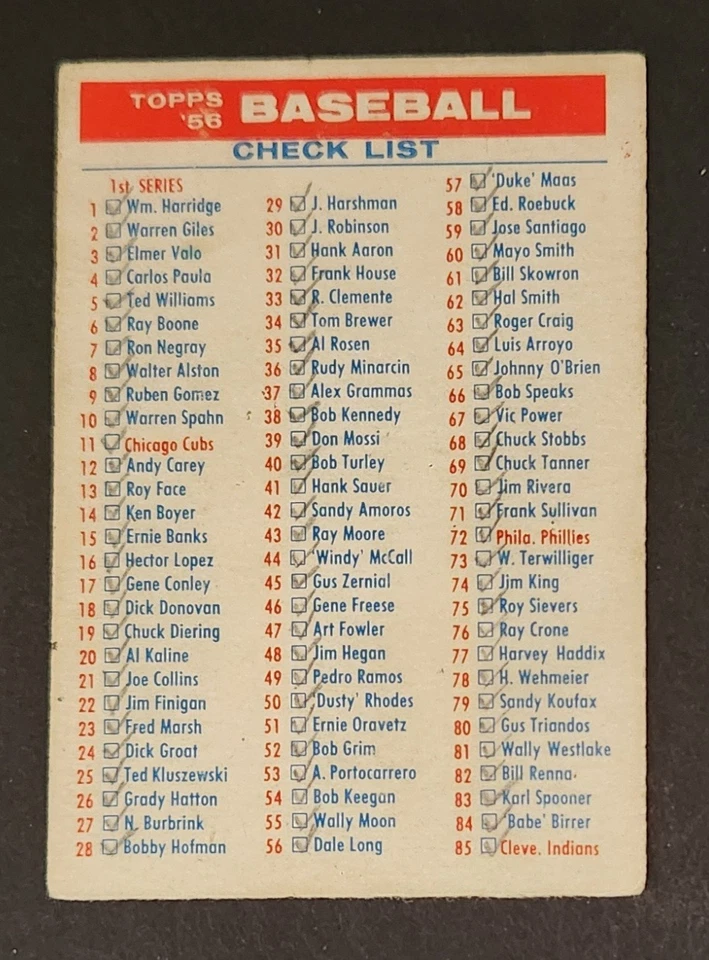 TOPPS '56 BASEBALL
CHECK LIST
1st SERIES
1 Wm. Harridge
2 Warren Giles
3 Elmer Valo
4 Carlos Paula
5 Ted Williams
6 Ray Boone
7 Ron Negray
8 Walter Alston
9 Ruben Gomez
10 Warren Spahn
11 Chicago Cubs
12 Andy Carey
13 Roy Face
14 Ken Boyer
15 Ernie Banks
16 Hector Lopez
17 Gene Conley
18 Dick Donovan
19 Chuck Diering
20 Al Kaline
21 Joe Collins
22 Jim Finigan
23 Fred Marsh
24 Dick Groat
25 Ted Kluszewski
26 Grady Hatton
27 N. Burbrink
28 Bobby Hofman
29 J. Harshman
30 J. Robinson
31 Hank Aaron
32 Frank House
33 R. Clemente
34 Tom Brewer
35 Al Rosen
36 Rudy Minarcin
37 Alex Grammas
38 Bob Kennedy
39 Don Mossi
40 Bob Turley
41 Hank Sauer
42 Sandy Amoros
43 Ray Moore
44 'Windy' McCall
45 Gus Zernial
46 Gene Freese
47 Art Fowler
48 Jim Hegan
49 Pedro Ramos
50 'Dusty' Rhodes
51 Ernie Oravetz
52 Bob Grim
53 A. Portocarrero
54 Bob Keegan
55 Wally Moon
56 Dale Long
57 'Duke' Maas
58 Ed. Roebuck
59 Jose Santiago
60 Mayo Smith
61 Bill Skowron
62 Hal Smith
63 Roger Craig
64 Luis Arroyo
65 Johnny O'Brien
66 Bob Speaks
67 Vic Power
68 Chuck Stobbs
69 Chuck Tanner
70 Jim Rivera
71 Frank Sullivan
72 Phila. Phillies
73 W. Terwilliger
74 Jim King
75 Roy Sievers
76 Ray Crone
77 Harvey Haddix
78 H. Wehmeier
79 Sandy Koufax
80 Gus Triandos
81 Wally Westlake
82 Bill Renna
83 Karl Spooner
84 'Babe' Birrer
85 Cleve. Indians